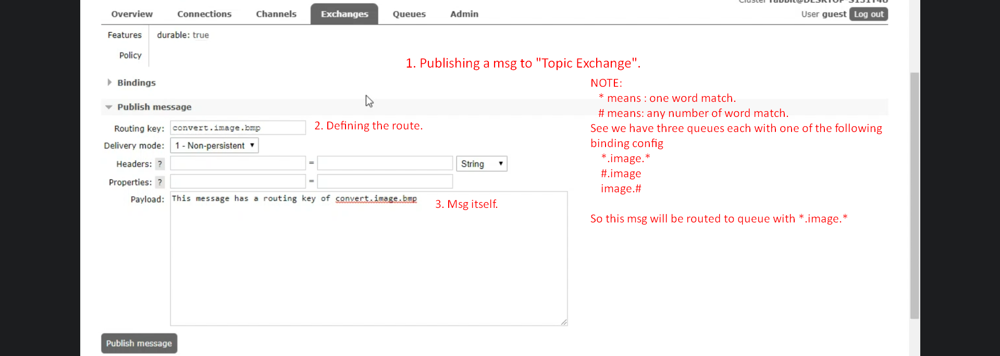 Overview Connections Channels Exchanges Queues Admin
User guest Log out
Features durable: true
Policy
1. Publishing a msg to "Topic Exchange".
Bindings
Publish message
Routing key: convert.image.bmp
2. Defining the route.
Delivery mode: 1 - Non-persistent
Headers: ? = String
Properties: ? =
Payload: This message has a routing key of convert.image.bmp
3. Msg itself.
NOTE:
* means : one word match.
# means: any number of word match.
See we have three queues each with one of the following
binding config
*.image.*
#.image
image.#
So this msg will be routed to queue with *.image.*
Publish message